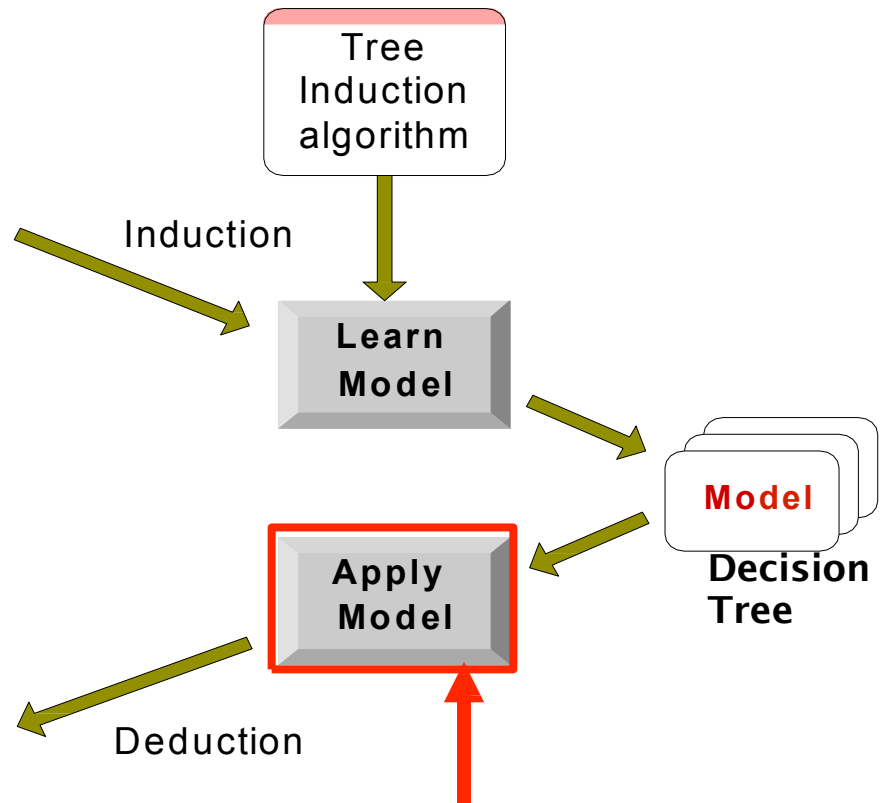 Tree
Induction
algorithm
Induction
Learn
Model
Model
Decision
Tree
Apply
Model
Deduction